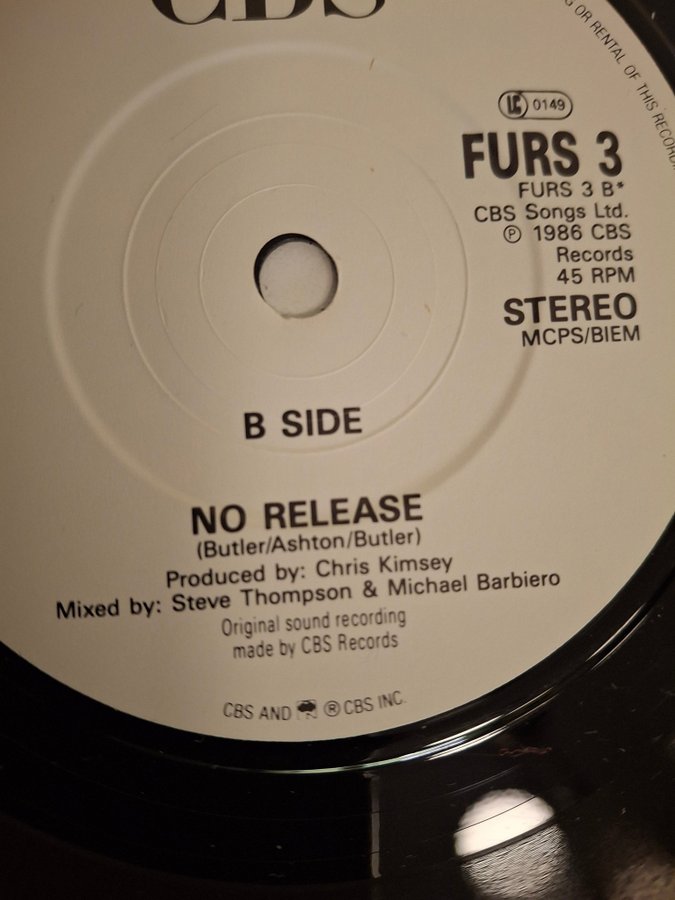 CBS
G OR RENTAL OF THIS RECORD
LC 0149
FURS 3
FURS 3 B*
CBS Songs Ltd.
℗ 1986 CBS
Records
45 RPM
STEREO
MCPS/BIEM
B SIDE
NO RELEASE
(Butler/Ashton/Butler)
Produced by: Chris Kimsey
Mixed by: Steve Thompson & Michael Barbiero
Original sound recording
made by CBS Records
CBS AND ® CBS INC.